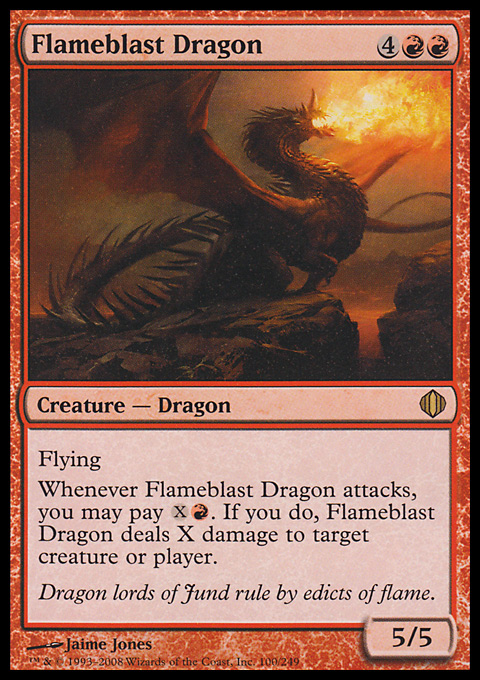 Flameblast Dragon 4
Creature — Dragon
Flying
Whenever Flameblast Dragon attacks,
you may pay X. If you do, Flameblast
Dragon deals X damage to target
creature or player.
Dragon lords of Jund rule by edicts of flame.
5/5
Jaime Jones
™ & © 1993–2008 Wizards of the Coast, Inc. 100/249